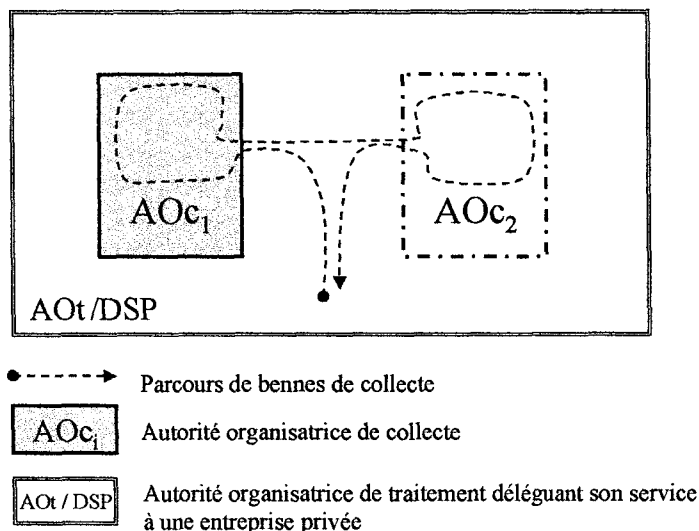 AOc1
AOc2
AOt /DSP
Parcours de bennes de collecte
AOci
Autorité organisatrice de collecte
AOt / DSP
Autorité organisatrice de traitement déléguant son service
à une entreprise privée